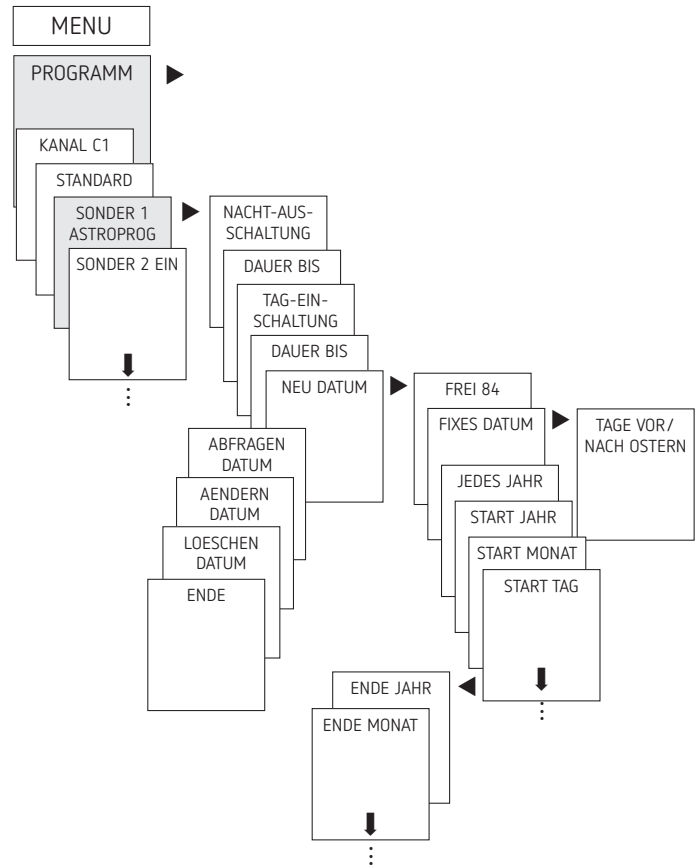 MENU
PROGRAMM
KANAL C1
STANDARD
SONDER 1
ASTROPROG
SONDER 2 EIN
NACHT-AUS-
SCHALTUNG
DAUER BIS
TAG-EIN-
SCHALTUNG
DAUER BIS
NEU DATUM
ABFRAGEN
DATUM
AENDERN
DATUM
LOESCHEN
DATUM
ENDE
FREI 84
FIXES DATUM
JEDES JAHR
START JAHR
START MONAT
START TAG
TAGE VOR/
NACH OSTERN
ENDE JAHR
ENDE MONAT